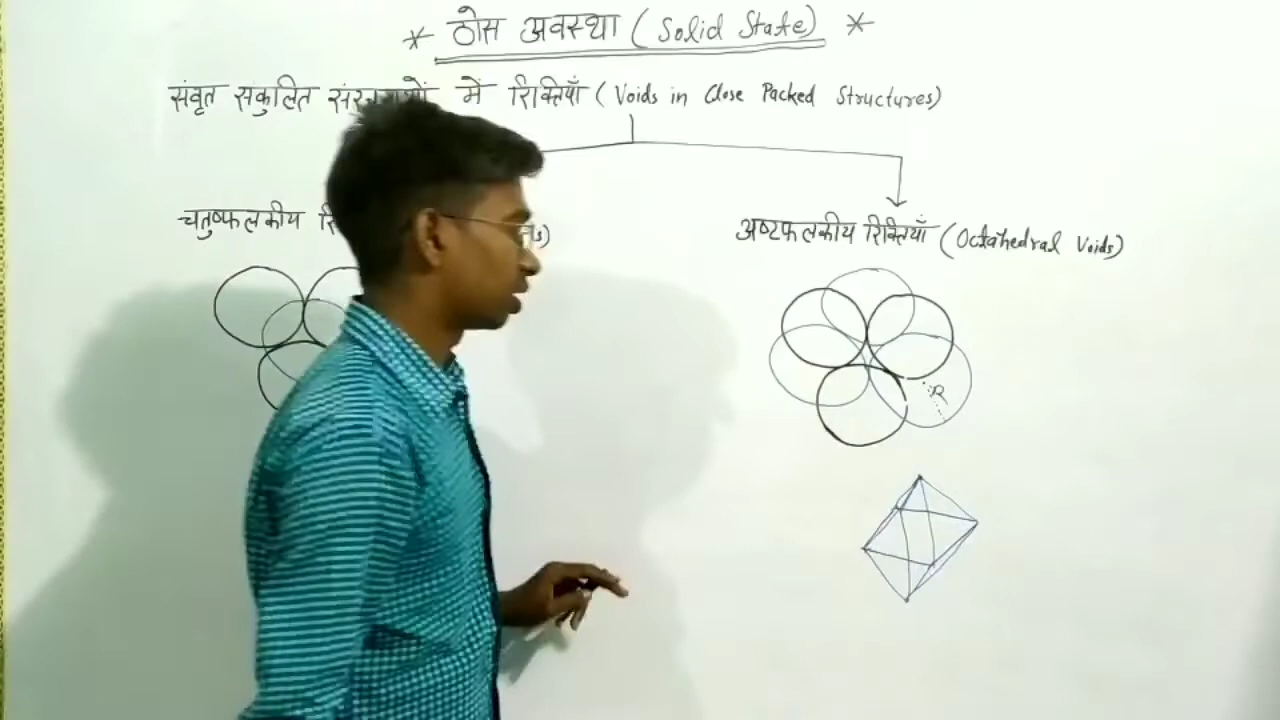 * ठोस अवस्था ( Solid State) *
संवृत संकुलित में रिक्तियाँ ( Voids in Close Packed Structures)
चतुष्फलकीय
अष्टफलकीय रिक्तियाँ (Octahedral Voids)
R